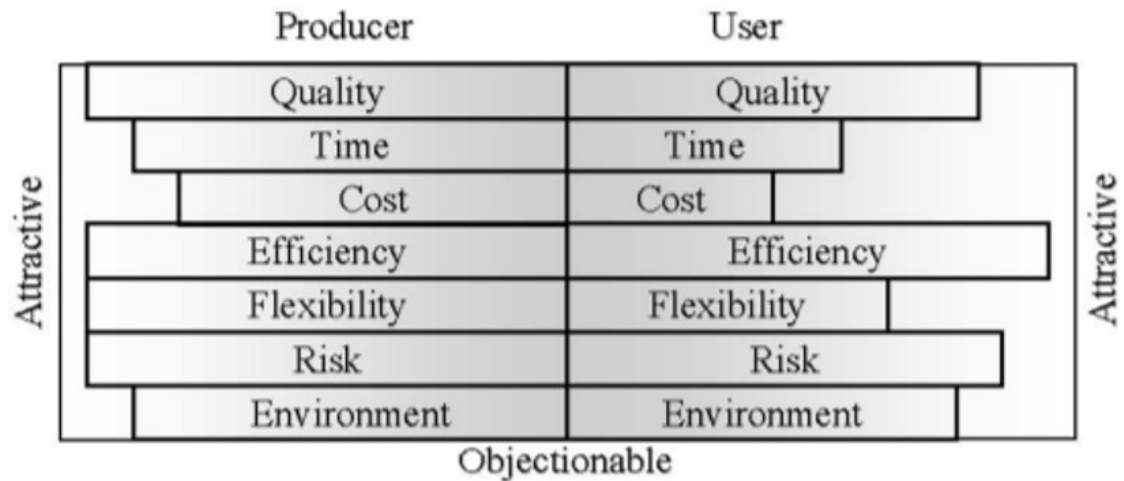 Producer User
Quality Quality
Time Time
Cost Cost
Efficiency Efficiency
Flexibility Flexibility
Risk Risk
Environment Environment
Attractive
Attractive
Objectionable